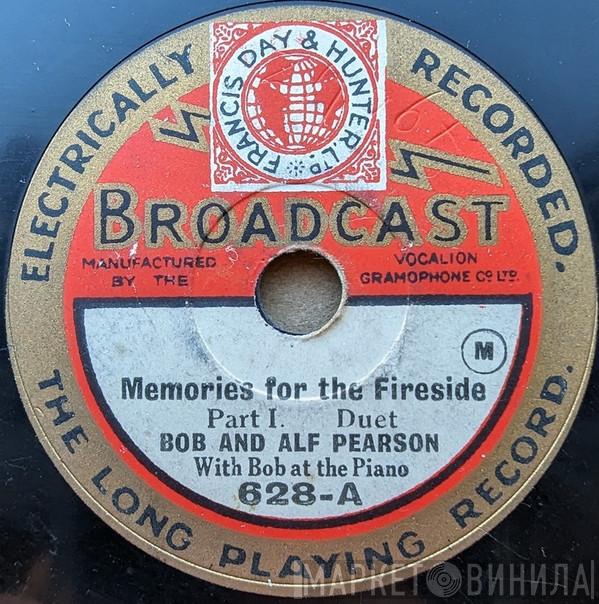 ELECTRICALLY RECORDED.
FRANCIS DAY & HUNTER LTD
BROADCAST
MANUFACTURED BY THE
VOCALION GRAMOPHONE CO LTD.
M
Memories for the Fireside
Part I. Duet
BOB AND ALF PEARSON
With Bob at the Piano
628-A
THE LONG PLAYING RECORD.
МАРКЕТ ВИНИЛА